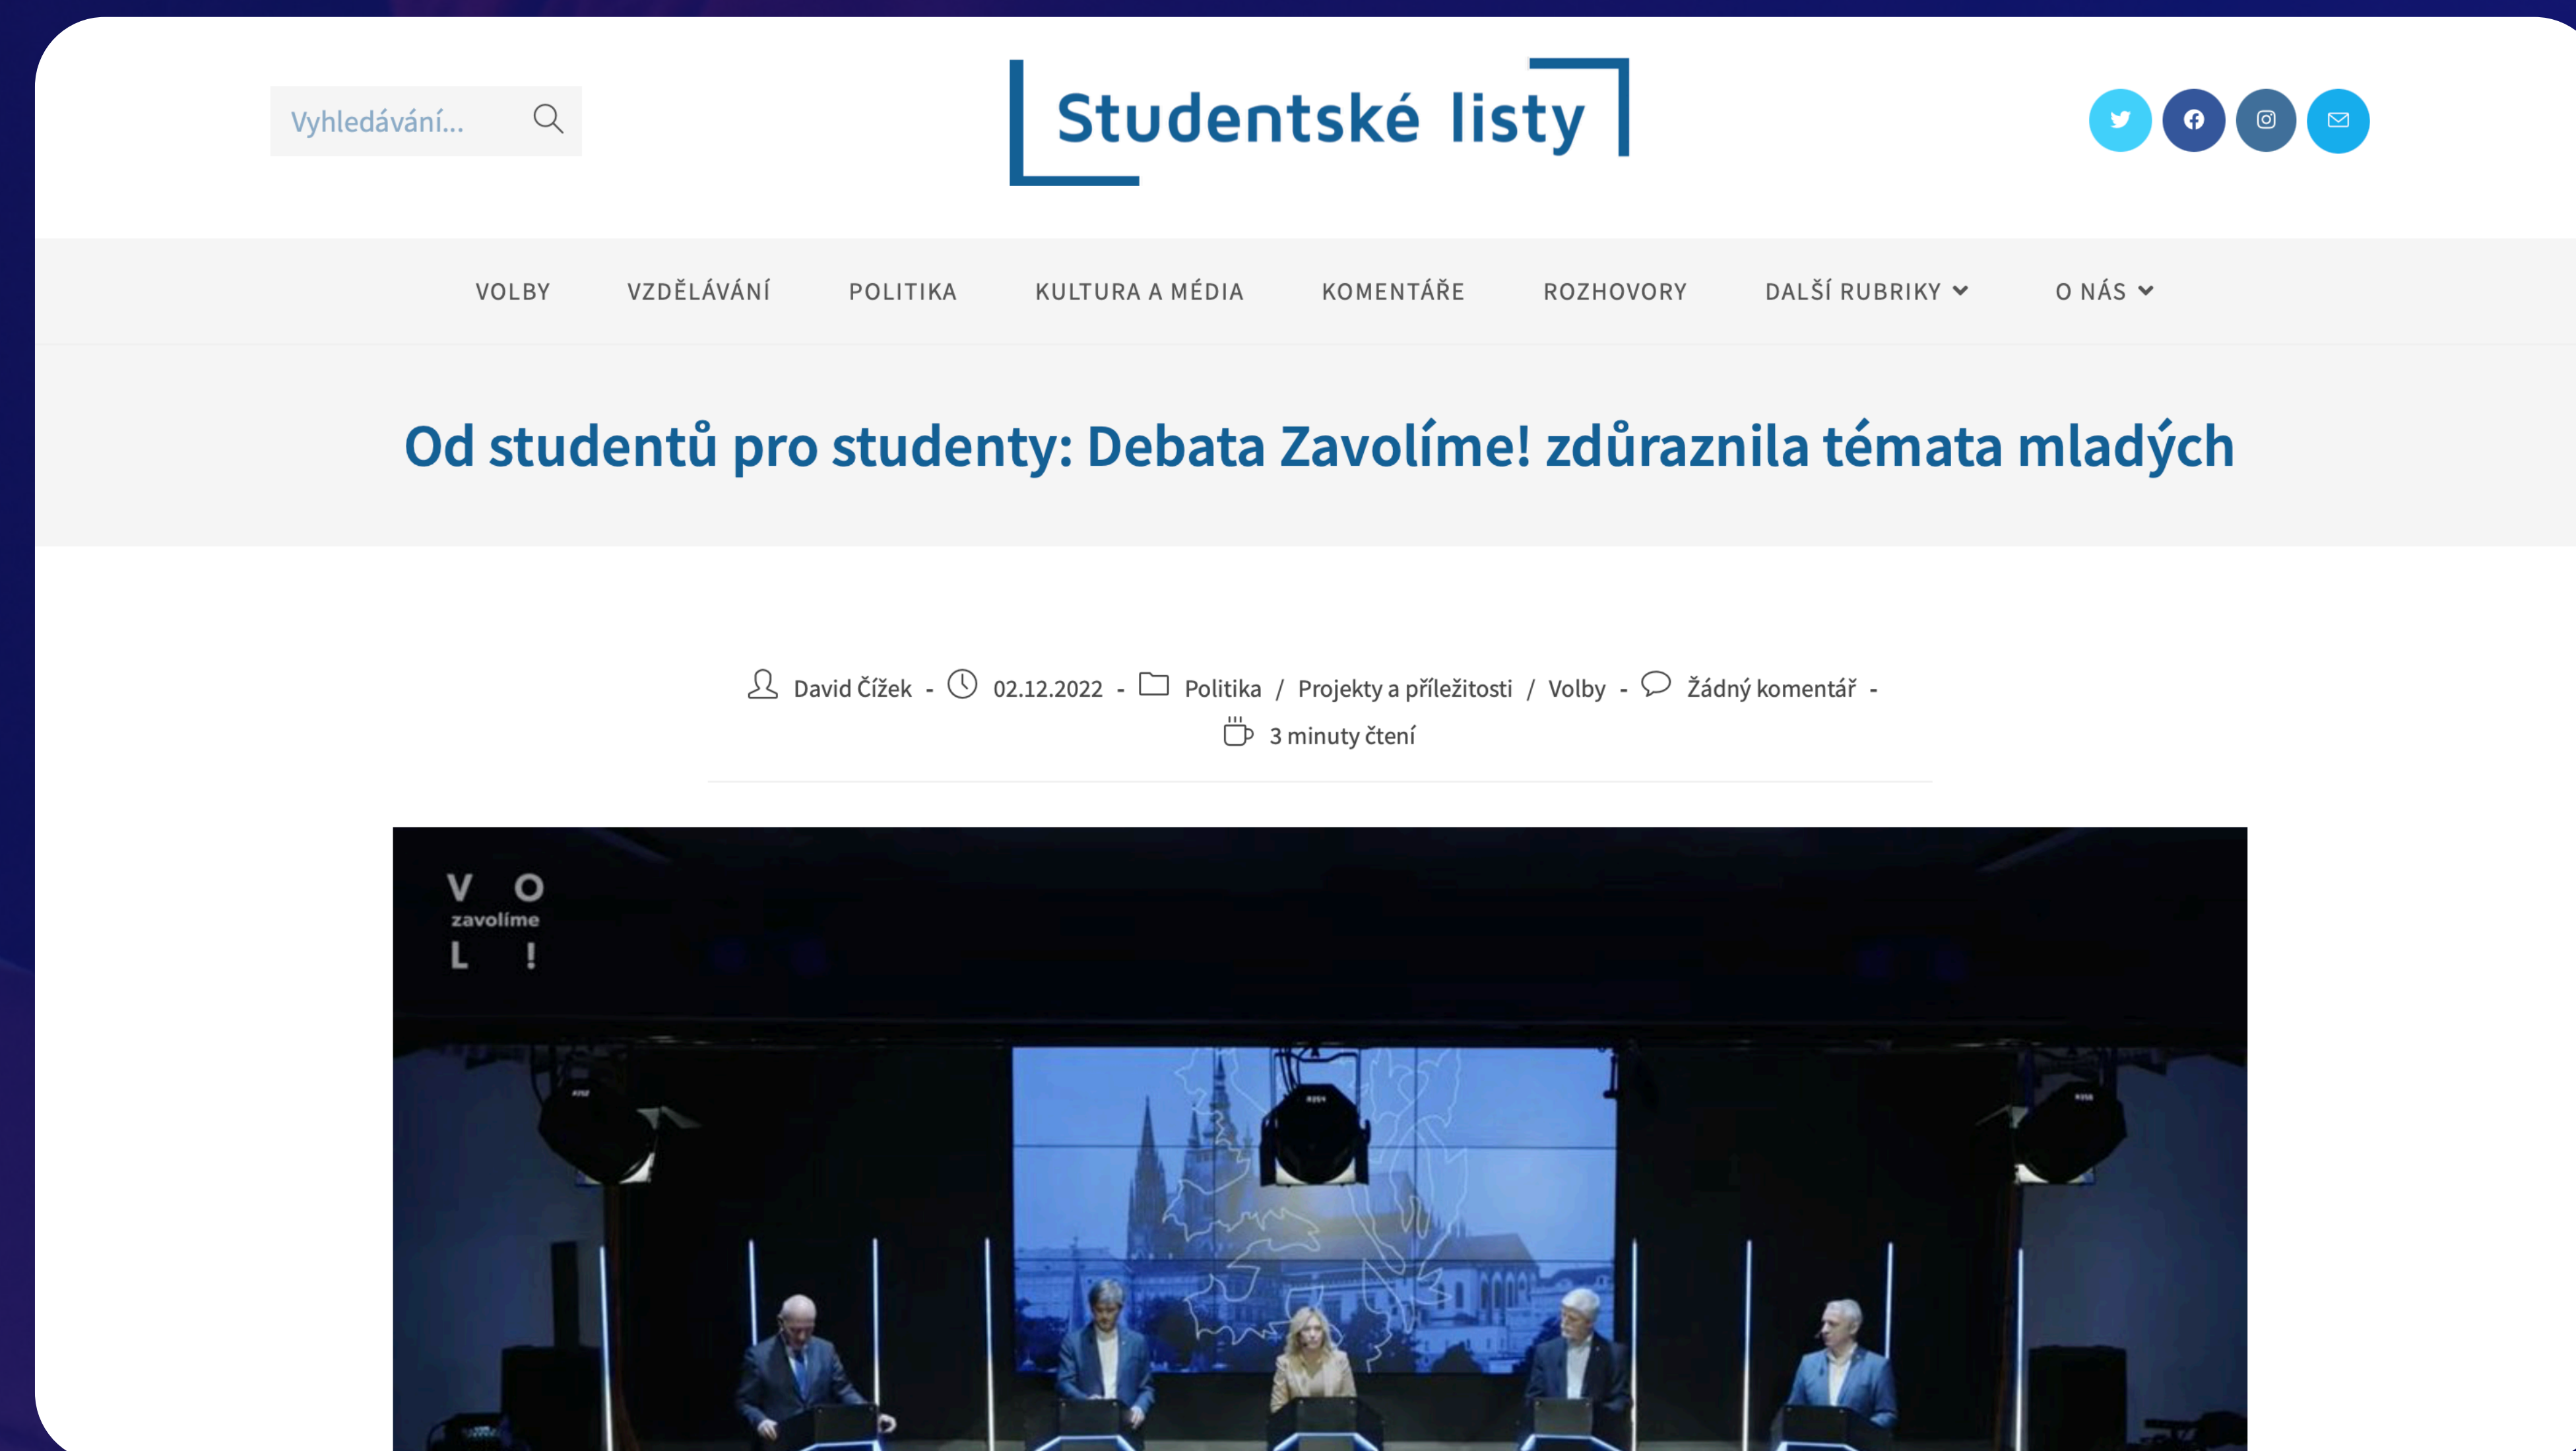 Vyhledávání...
Studentské listy
VOLBY VZDĚLÁVÁNÍ POLITIKA KULTURA A MÉDIA KOMENTÁŘE ROZHOVORY DALŠÍ RUBRIKY O NÁS
Od studentů pro studenty: Debata Zavolíme! zdůraznila témata mladých
David Čížek - 02.12.2022 - Politika / Projekty a příležitosti / Volby - Žádný komentář -
3 minuty čtení
V O
zavolíme
L !